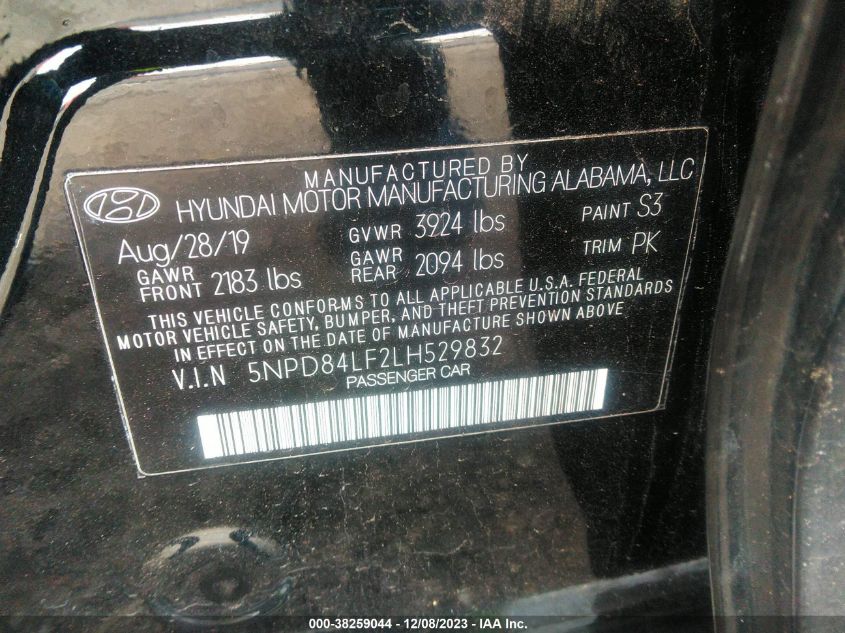 MANUFACTURED BY
HYUNDAI MOTOR MANUFACTURING ALABAMA, LLC
Aug/28/19 GVWR 3924 lbs PAINT S3
GAWR FRONT 2183 lbs GAWR REAR 2094 lbs TRIM PK
THIS VEHICLE CONFORMS TO ALL APPLICABLE U.S.A. FEDERAL
MOTOR VEHICLE SAFETY, BUMPER, AND THEFT PREVENTION STANDARDS
IN EFFECT ON THE DATE OF MANUFACTURE SHOWN ABOVE
V.I.N 5NPD84LF2LH529832
PASSENGER CAR
000-38259044 - 12/08/2023 - IAA Inc.